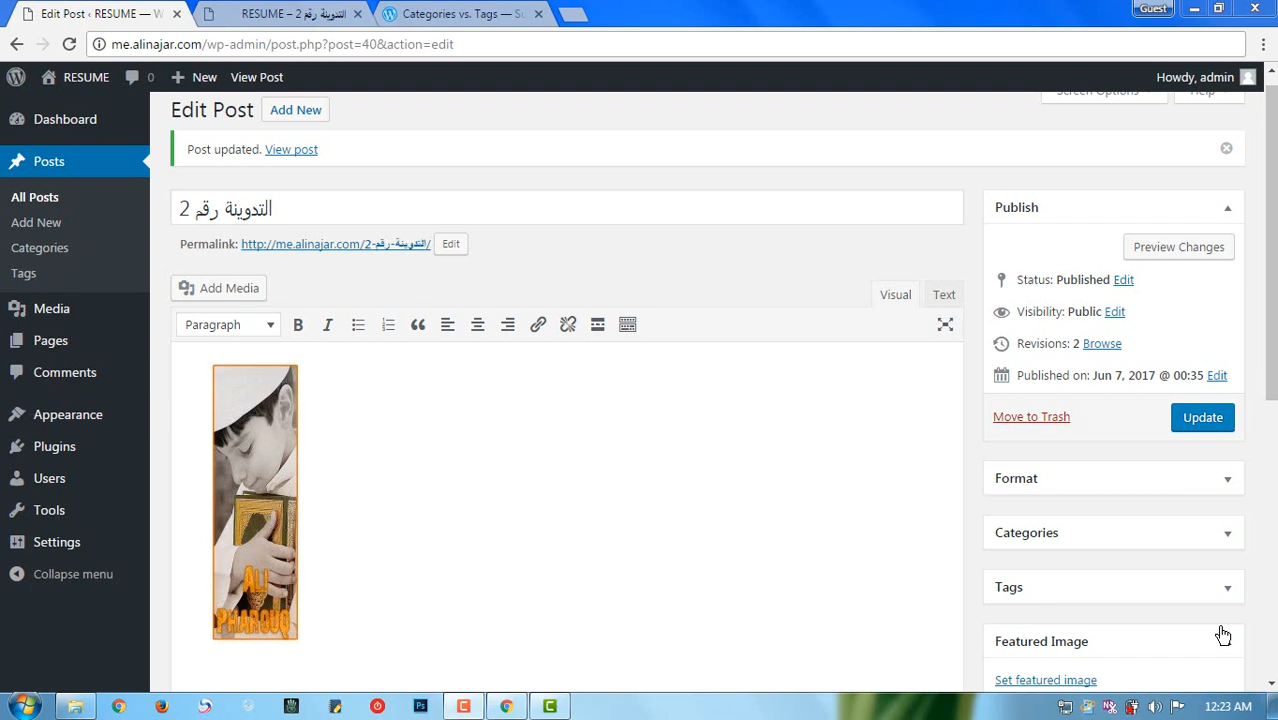 Edit Post ‹ RESUME — W
RESUME – التدوينة رقم 2
Categories vs. Tags — Su
Guest
me.alinajar.com/wp-admin/post.php?post=40&action=edit
RESUME
0
New
View Post
Howdy, admin
Dashboard
Posts
All Posts
Add New
Categories
Tags
Media
Pages
Comments
Appearance
Plugins
Users
Tools
Settings
Collapse menu
Screen Options
Help
Edit Post
Add New
Post updated. View post
التدوينة رقم 2
Permalink: http://me.alinajar.com/التدوينة-رقم-2/
Edit
Add Media
Visual
Text
Paragraph
B
I
ALI
PHAROUQ
Publish
Preview Changes
Status: Published Edit
Visibility: Public Edit
Revisions: 2 Browse
Published on: Jun 7, 2017 @ 00:35 Edit
Move to Trash
Update
Format
Categories
Tags
Featured Image
Set featured image
Ps
12:23 AM